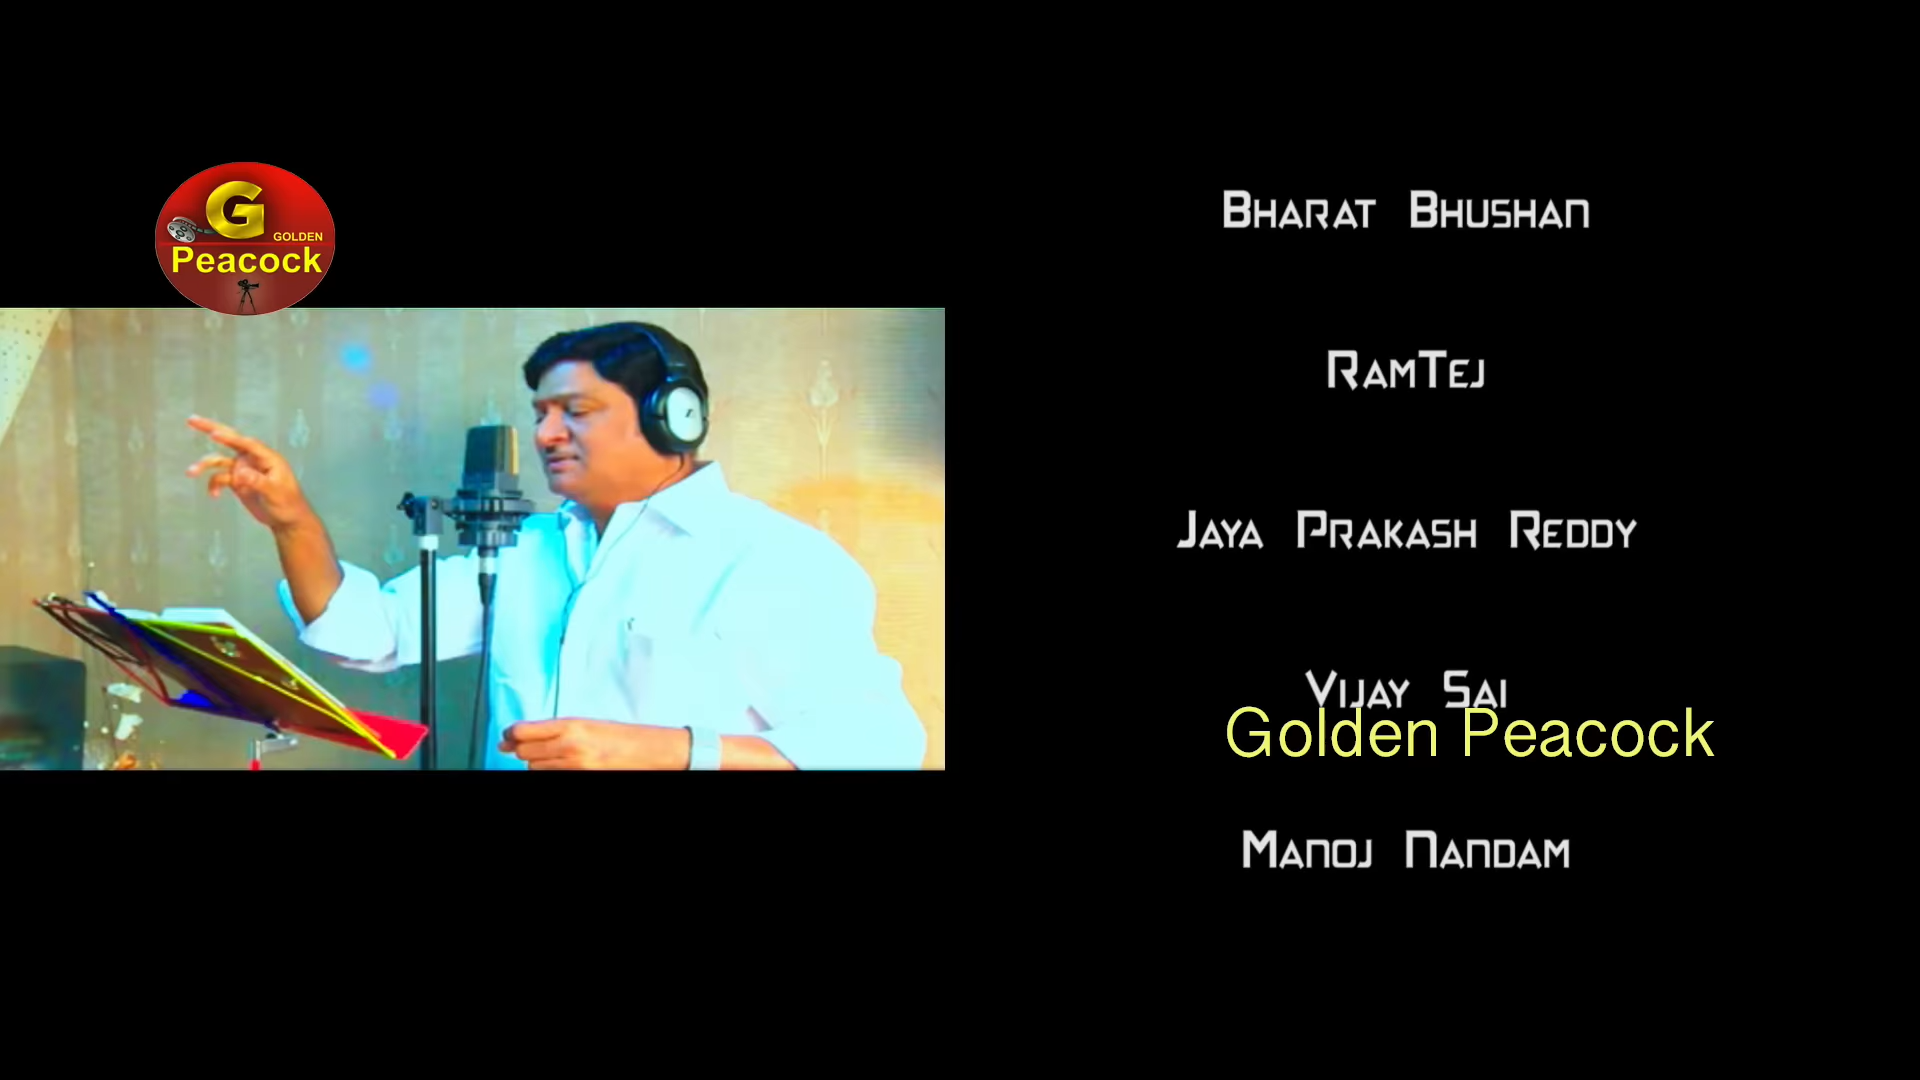 G
GOLDEN
Peacock
Bharat Bhushan
RamTej
Jaya Prakash Reddy
Vijay Sai
Golden Peacock
Manoj Nandam